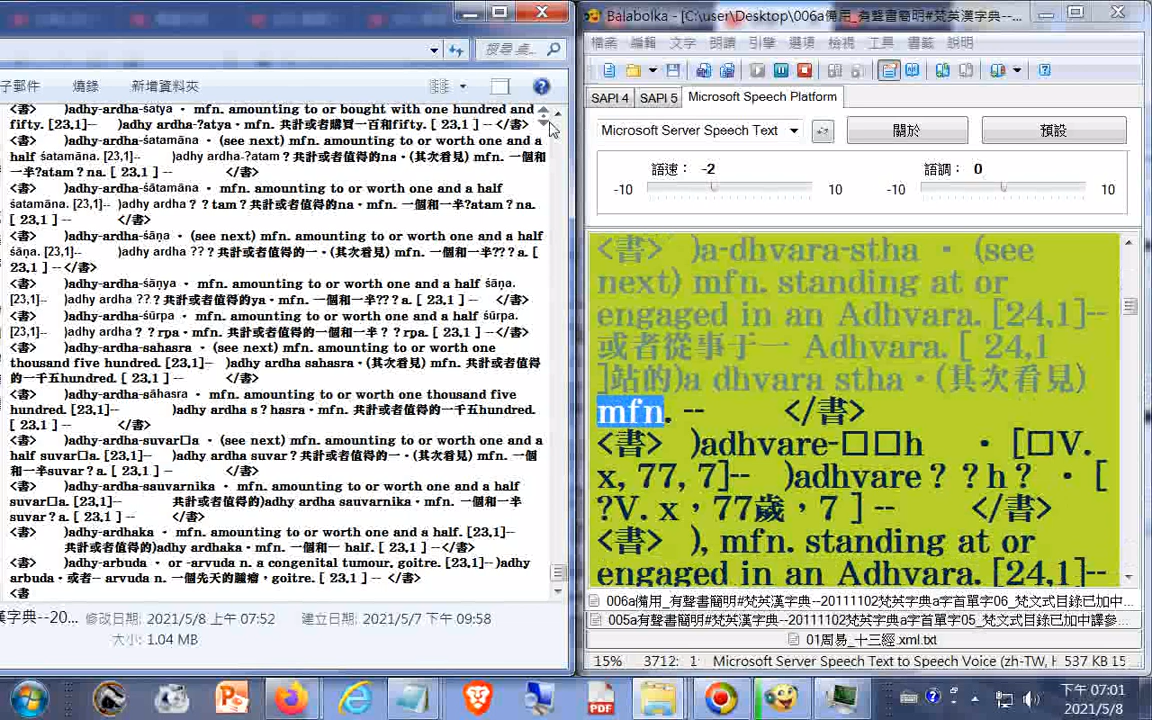 搜尋桌...
子郵件 燒錄 新增資料夾
<書> )adhy-ardha-śatya・mfn. amounting to or bought with one hundred and
fifty. [23,1]-- )adhy ardha-?atya・mfn. 共計或者購買一百和fifty. [ 23,1 ] -- </書>
<書> )adhy-ardha-śatamāna・(see next) mfn. amounting to or worth one and a
half śatamāna. [23,1]-- )adhy ardha-?atam？共計或者值得的na・(其次看見) mfn. 一個和
一半?atam？na. [ 23,1 ] -- </書>
<書> )adhy-ardha-śātamāna・mfn. amounting to or worth one and a half
śatamāna. [23,1]-- )adhy ardha？?tam？共計或者值得的na・mfn. 一個和一半?atam？na.
[ 23,1 ] -- </書>
<書> )adhy-ardha-śāṇa・(see next) mfn. amounting to or worth one and a half
śāṇa. [23,1]-- )adhy ardha ???共計或者值得的一・(其次看見) mfn. 一個和一半???a. [
23,1 ] --</書>
<書> )adhy-ardha-śāṇya・mfn. amounting to or worth one and a half śāṇa.
[23,1]-- )adhy ardha ???共計或者值得的ya・mfn. 一個和一半???a. [ 23,1 ] -- </書>
<書> )adhy-ardha-śūrpa・mfn. amounting to or worth one and a half śūrpa.
[23,1]-- )adhy ardha？?rpa・mfn. 共計或者值得的一個和一半？?rpa. [ 23,1 ] -- </書>
<書> )adhy-ardha-sahasra・(see next) mfn. amounting to or worth one
thousand five hundred. [23,1]-- )adhy ardha sahasra・(其次看見) mfn. 共計或者值得
的一千五hundred. [ 23,1 ] -- </書>
<書> )adhy-ardha-sāhasra・mfn. amounting to or worth one thousand five
hundred. [23,1]-- )adhy ardha s？hasra・mfn. 共計或者值得的一千五hundred.
[ 23,1 ] -- </書>
<書> )adhy-ardha-suvar□a・(see next) mfn. amounting to or worth one and a
half suvar□a. [23,1]-- )adhy ardha suvar？共計或者值得的一・(其次看見) mfn. 一個
和一半suvar？a. [ 23,1 ] -- </書>
<書> )adhy-ardha-sauvarnika・mfn. amounting to or worth one and a half
suvar□a. [23,1]-- 共計或者值得的)adhy ardha sauvarnika・mfn. 一個和一半
suvar？a. [ 23,1 ] -- </書>
<書> )adhy-ardhaka・mfn. amounting to or worth one and a half. [23,1]--
共計或者值得的)adhy ardhaka・mfn. 一個和一 half. [ 23,1 ] --</書>
<書> )adhy-arbuda・or -arvuda n. a congenital tumour, goitre. [23,1]--)adhy
arbuda・或者-- arvuda n. 一個先天的腫瘤，goitre. [ 23,1 ] -- </書>
<書
漢字典--20... 修改日期: 2021/5/8 上午 07:52 建立日期: 2021/5/7 下午 09:58
大小: 1.04 MB
Balabolka - [C:\user\Desktop\006a備用_有聲書簡明#梵英漢字典--...
檔案 編輯 文字 朗讀 引擎 選項 檢視 工具 書籤 說明
SAPI 4 SAPI 5 Microsoft Speech Platform
Microsoft Server Speech Text 關於 預設
語速: -2 語調: 0
-10 10 -10 10
<書> )a-dhvara-stha ・ (see
next) mfn. standing at or
engaged in an Adhvara. [24,1]--
或者從事于一 Adhvara. [ 24,1
]站的)a dhvara stha・(其次看見)
mfn. -- </書>
<書> )adhvare-□□h ・ [□V.
x, 77, 7]-- )adhvare？?h？ ・ [
?V. x，77歲，7 ] -- </書>
<書> ), mfn. standing at or
engaged in an Adhvara. [24,1]--
006a備用_有聲書簡明#梵英漢字典--20111102梵英字典a字首單字06_梵文式目錄已加中...
005a有聲書簡明#梵英漢字典--20111102梵英字典a字首單字05_梵文式目錄已加中譯參...
01周易_十三經.xml.txt
15% 3712: 1 Microsoft Server Speech Text to Speech Voice (zh-TW, H 537 KB 15
PDF
下午 07:01
2021/5/8